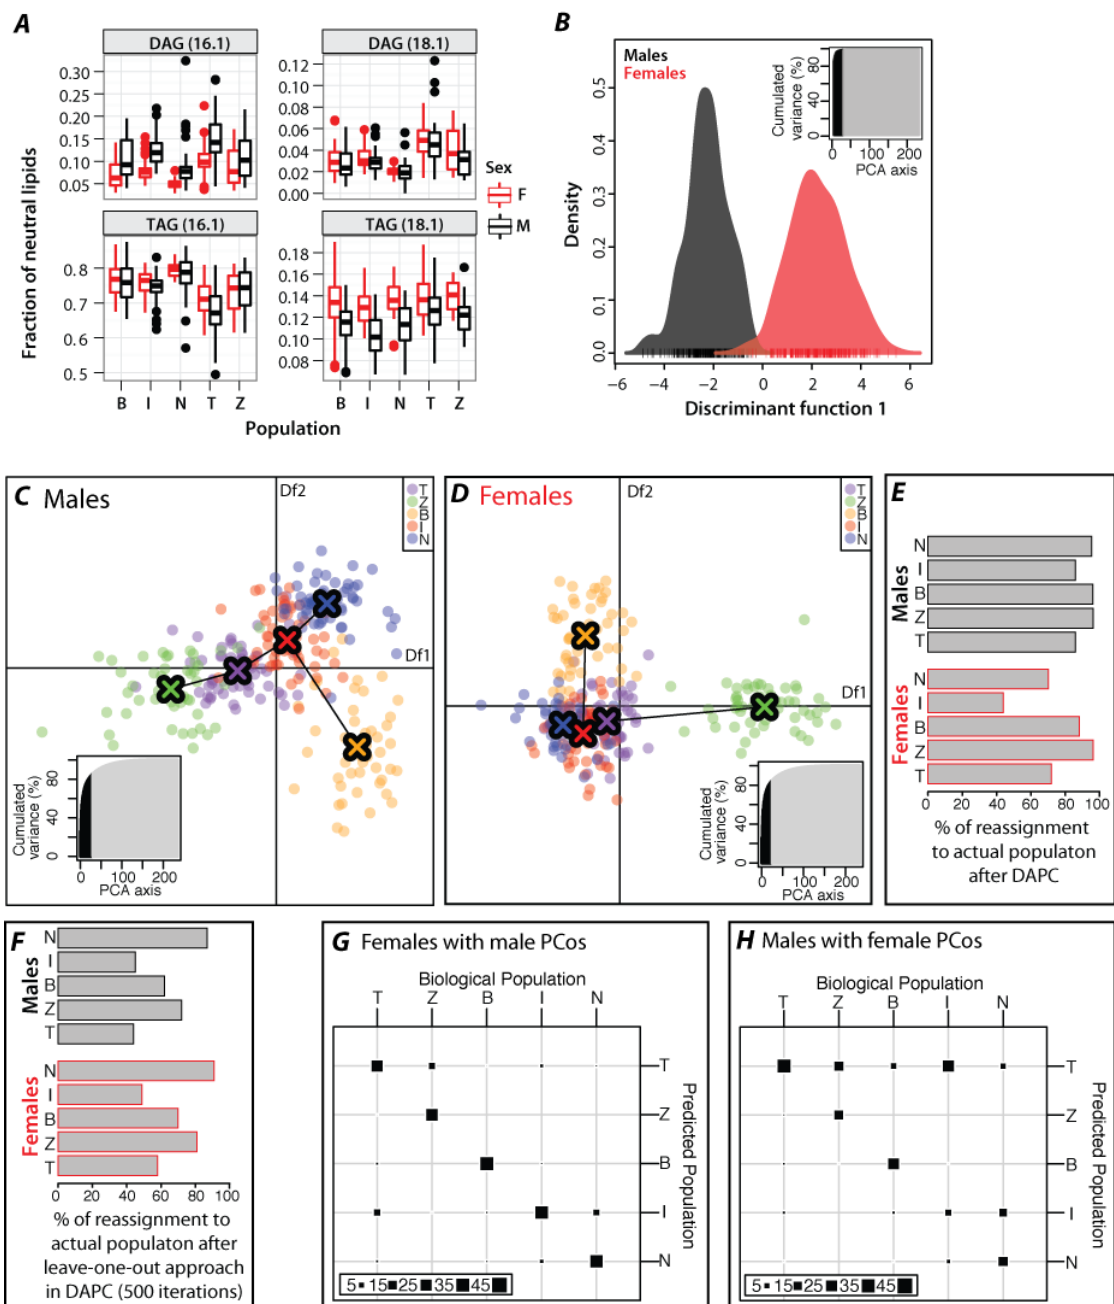 A
DAG (16.1)
DAG (18.1)
0.30
0.20
0.15
0.10
0.05
0.12
0.10
0.08
0.06
0.04
0.02
0.00
Sex
F
M
TAG (16.1)
TAG (18.1)
0.8
0.7
0.6
0.5
0.18
0.16
0.14
0.12
0.10
0.08
Fraction of neutral lipids
B I N T Z
B I N T Z
Population
B
Males
Females
Cumulated
variance (%)
0 40 80
0 100 200
PCA axis
Density
0.5
0.4
0.3
0.2
0.1
0.0
−6 −4 −2 0 2 4 6
Discriminant function 1
C Males
Df2
T
Z
B
I
N
Df1
Cumulated
variance (%)
0 40 80
0 100 200
PCA axis
D Females
Df2
T
Z
B
I
N
Df1
Cumulated
variance (%)
0 40 80
0 100 200
PCA axis
E
Males
N
I
B
Z
T
Females
N
I
B
Z
T
0 20 40 60 80 100
% of reassignment
to actual populaton
after DAPC
F
Males
N
I
B
Z
T
Females
N
I
B
Z
T
0 20 40 60 80 100
% of reassignment to
actual populaton after
leave-one-out approach
in DAPC (500 iterations)
G Females with male PCos
Biological Population
T Z B I N
T
Z
B
I
N
Predicted Population
5 15 25 35 45
H Males with female PCos
Biological Population
T Z B I N
T
Z
B
I
N
Predicted Population
5 15 25 35 45